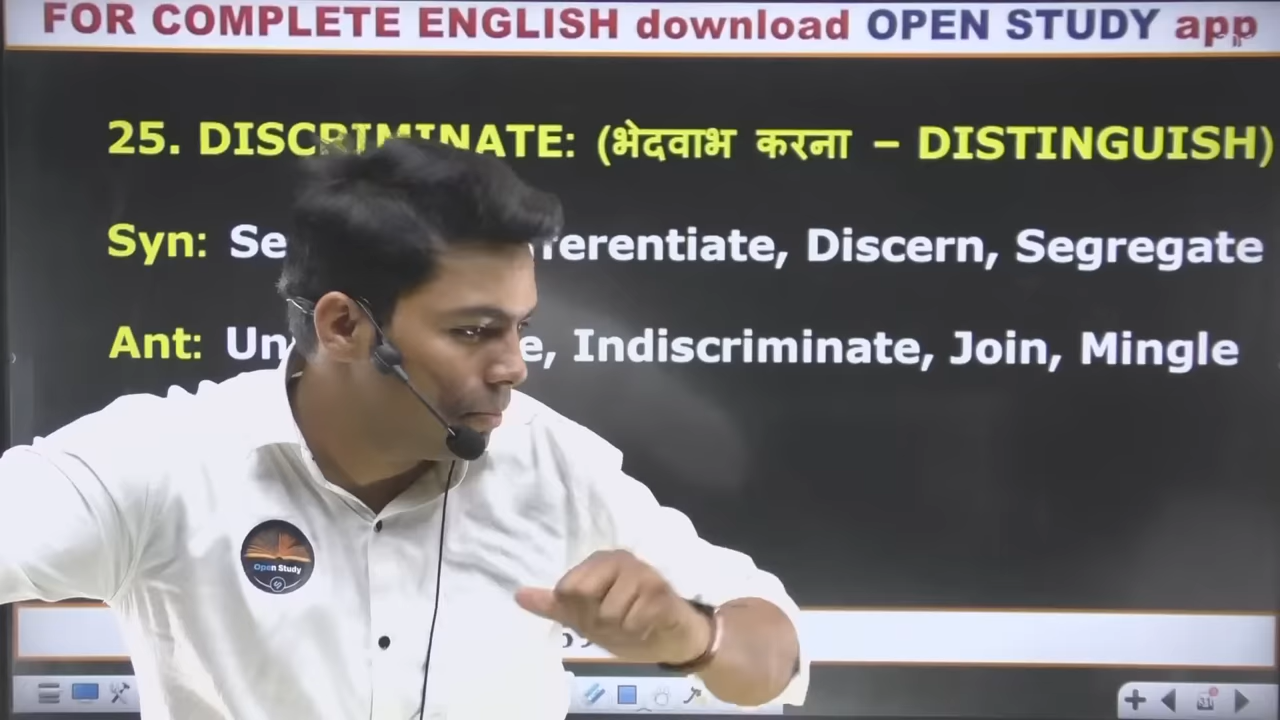 FOR COMPLETE ENGLISH download OPEN STUDY app
25. DISCRIMINATE: (भेदवाभ करना – DISTINGUISH)
Syn: Discern, Segregate
Ant: Indiscriminate, Join, Mingle
Open Study